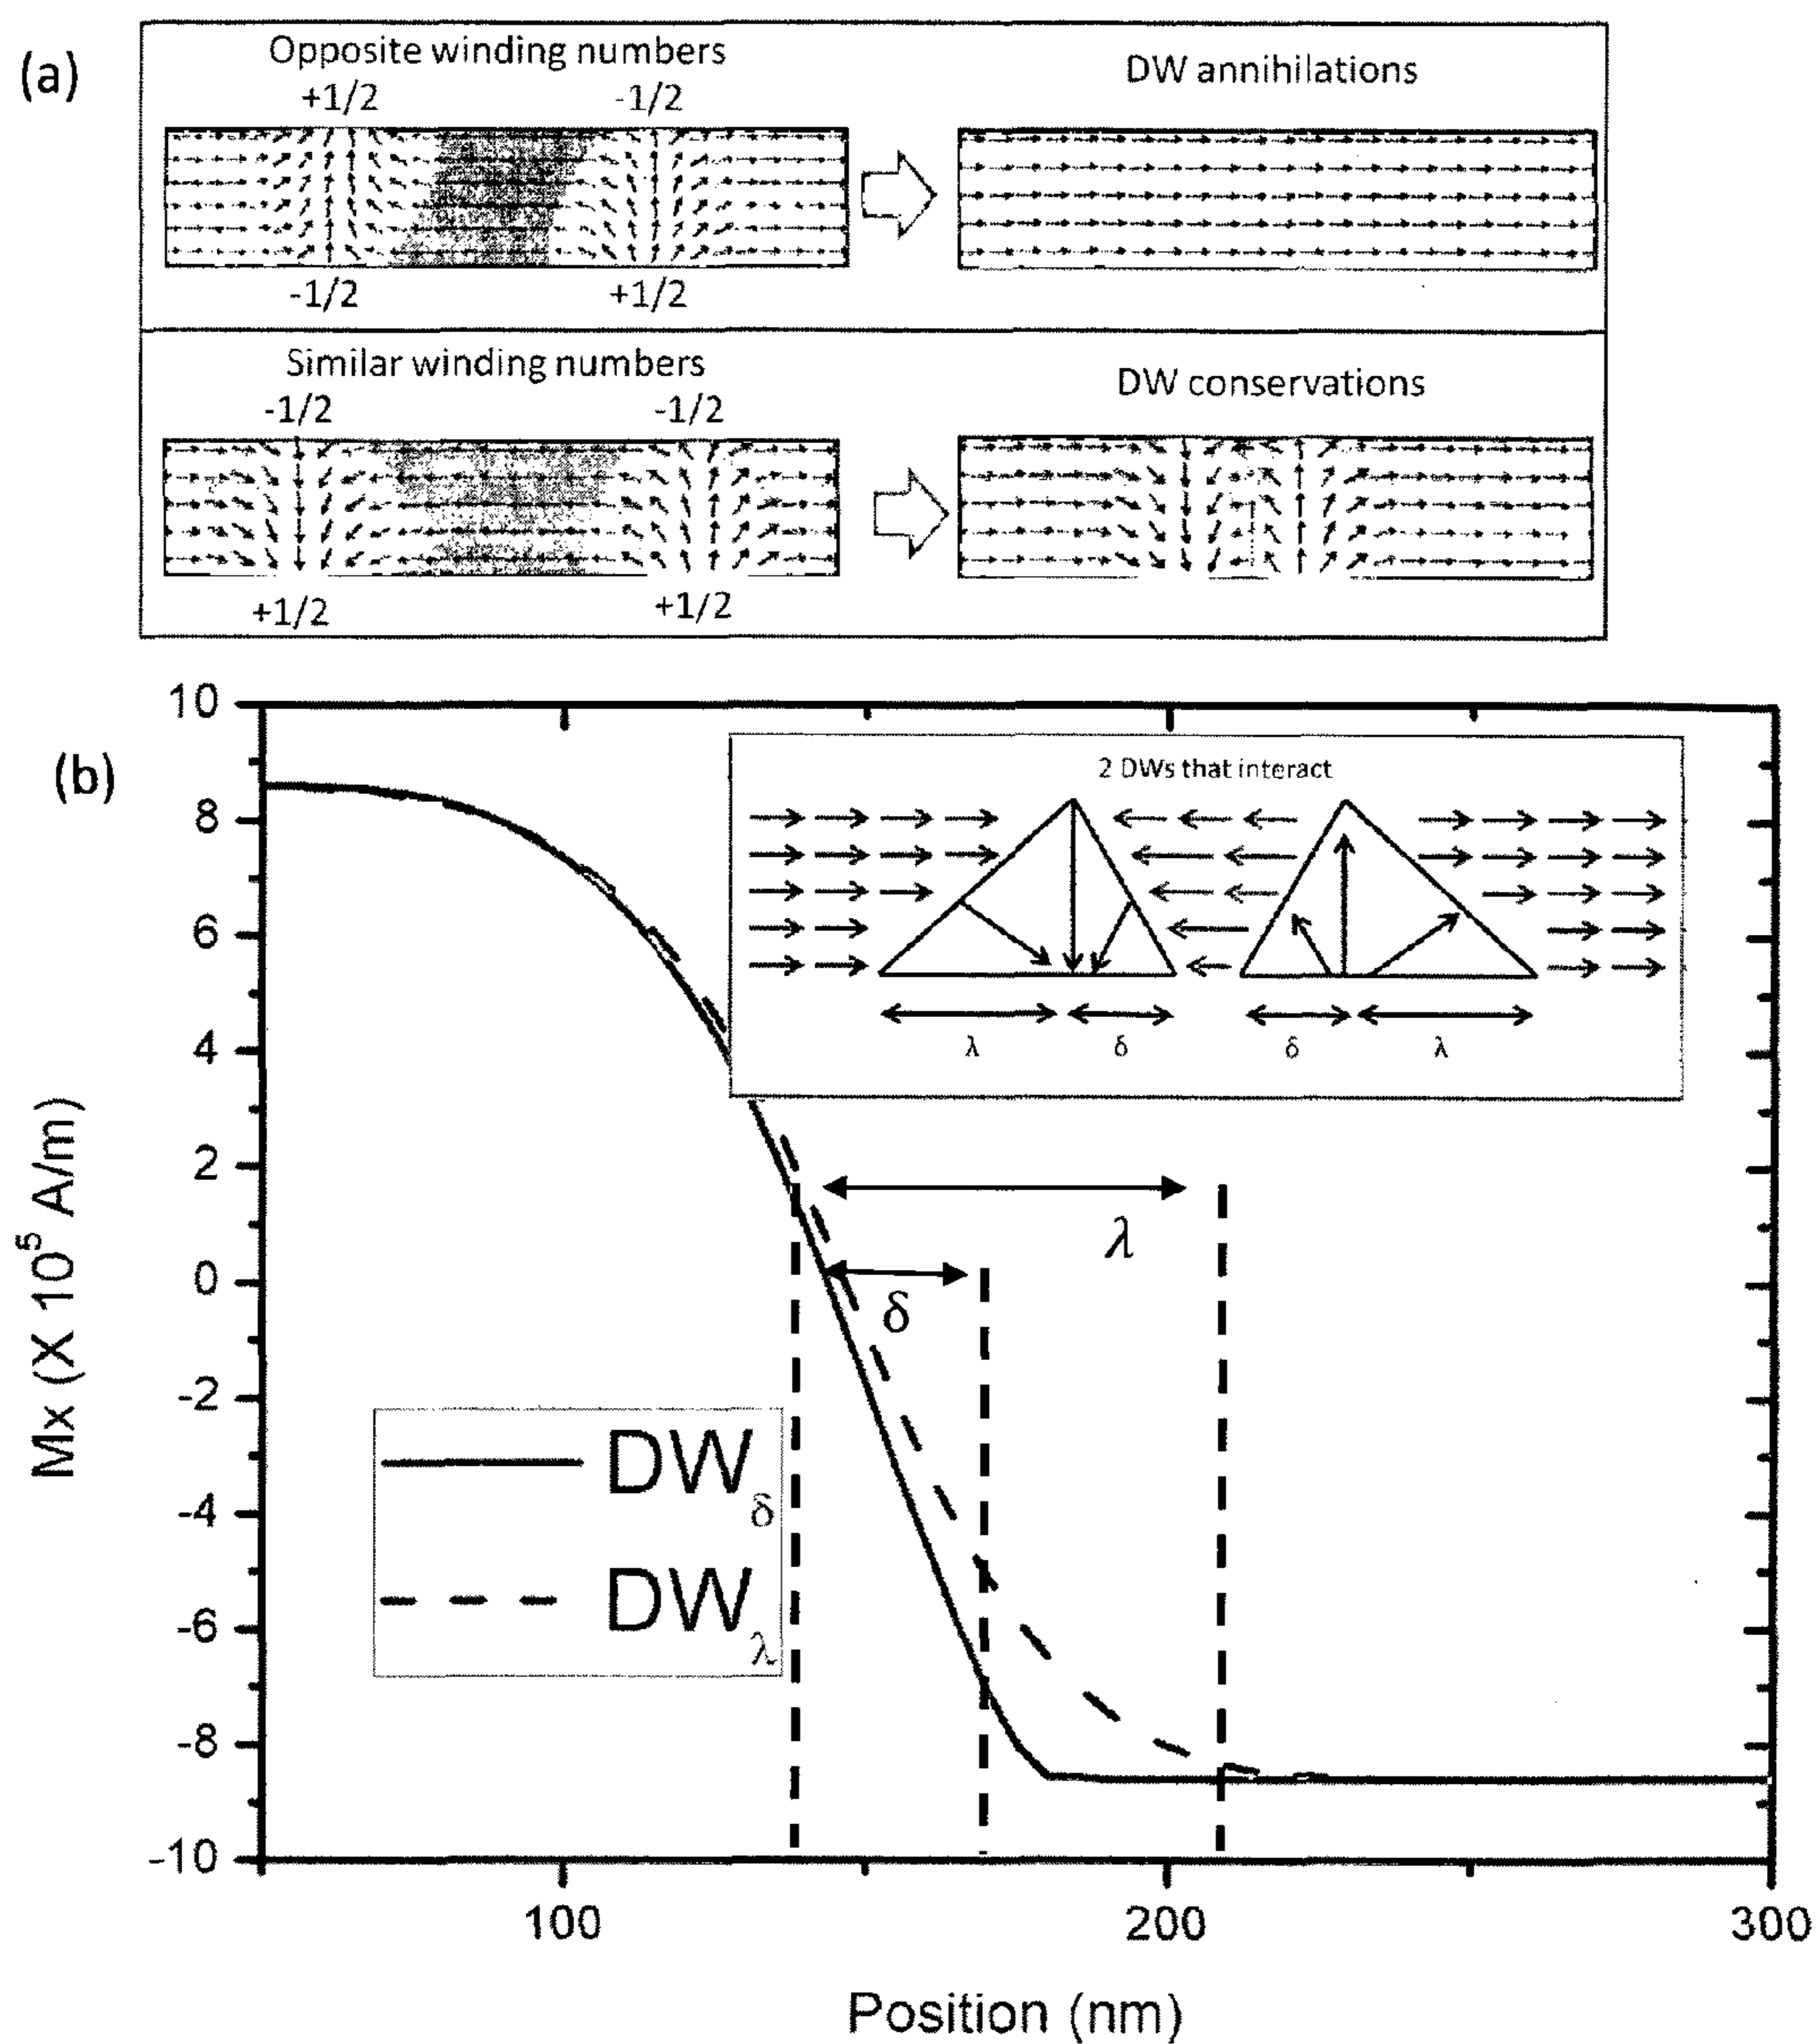 (a)
Opposite winding numbers
+1/2 -1/2
-1/2 +1/2
DW annihilations
Similar winding numbers
-1/2 -1/2
+1/2 +1/2
DW conservations
(b)
10
8
6
4
2
0
-2
-4
-6
-8
-10
Mx (X 10⁵ A/m)
2 DWs that interact
λ δ δ λ
λ
δ
DWδ
DWλ
100 200 300
Position (nm)